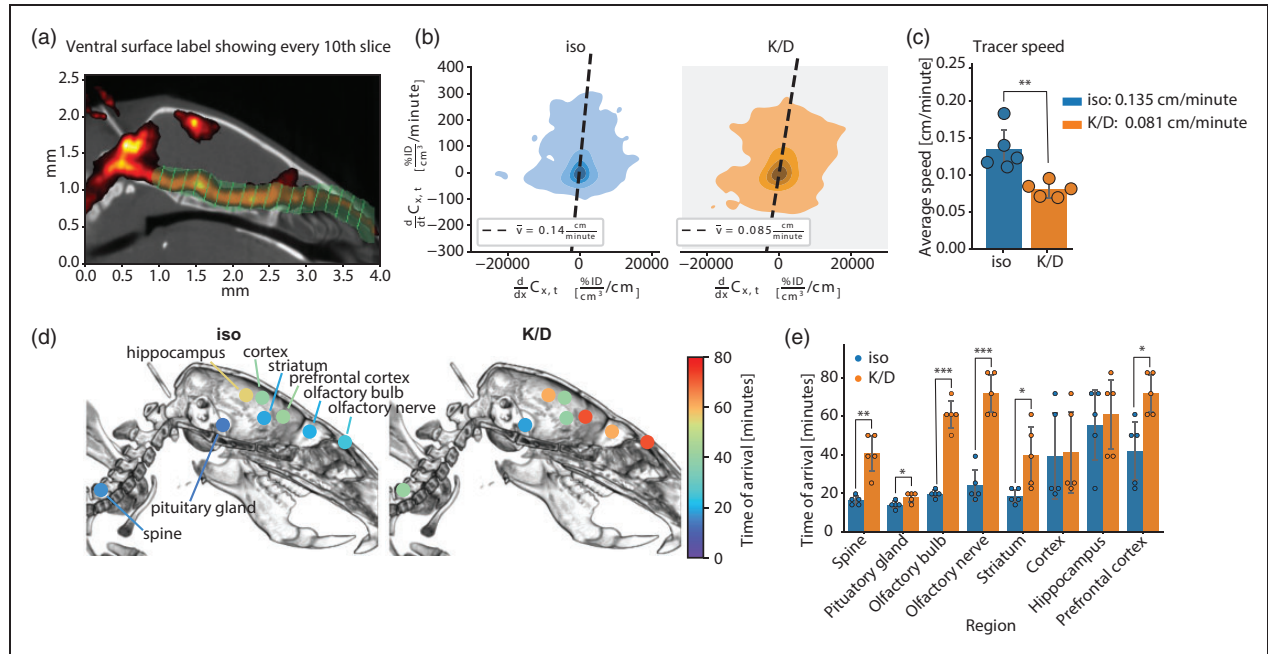 (a)
Ventral surface label showing every 10th slice
2.5
2.0
1.5
1.0
0.5
0.0
mm
0.0 0.5 1.0 1.5 2.0 2.5 3.0 3.5 4.0
mm
(b)
iso
K/D
400
300
200
100
0
−100
−200
−300
d/dt C x, t [%ID/cm³/minute]
v̄ = 0.14 cm/minute
v̄ = 0.085 cm/minute
−20000 0 20000
−20000 0 20000
d/dx C x, t [%ID/cm³/cm]
d/dx C x, t [%ID/cm³/cm]
(c)
Tracer speed
0.25
0.20
0.15
0.10
0.05
0.00
Average speed [cm/minute]
**
iso K/D
iso: 0.135 cm/minute
K/D: 0.081 cm/minute
(d)
iso
K/D
hippocampus
cortex
striatum
prefrontal cortex
olfactory bulb
olfactory nerve
pituitary gland
spine
80
60
40
20
0
Time of arrival [minutes]
(e)
iso
K/D
80
60
40
20
0
Time of arrival [minutes]
**
*
***
***
*
*
Spine
Pituatory gland
Olfactory bulb
Olfactory nerve
Striatum
Cortex
Hippocampus
Prefrontal cortex
Region